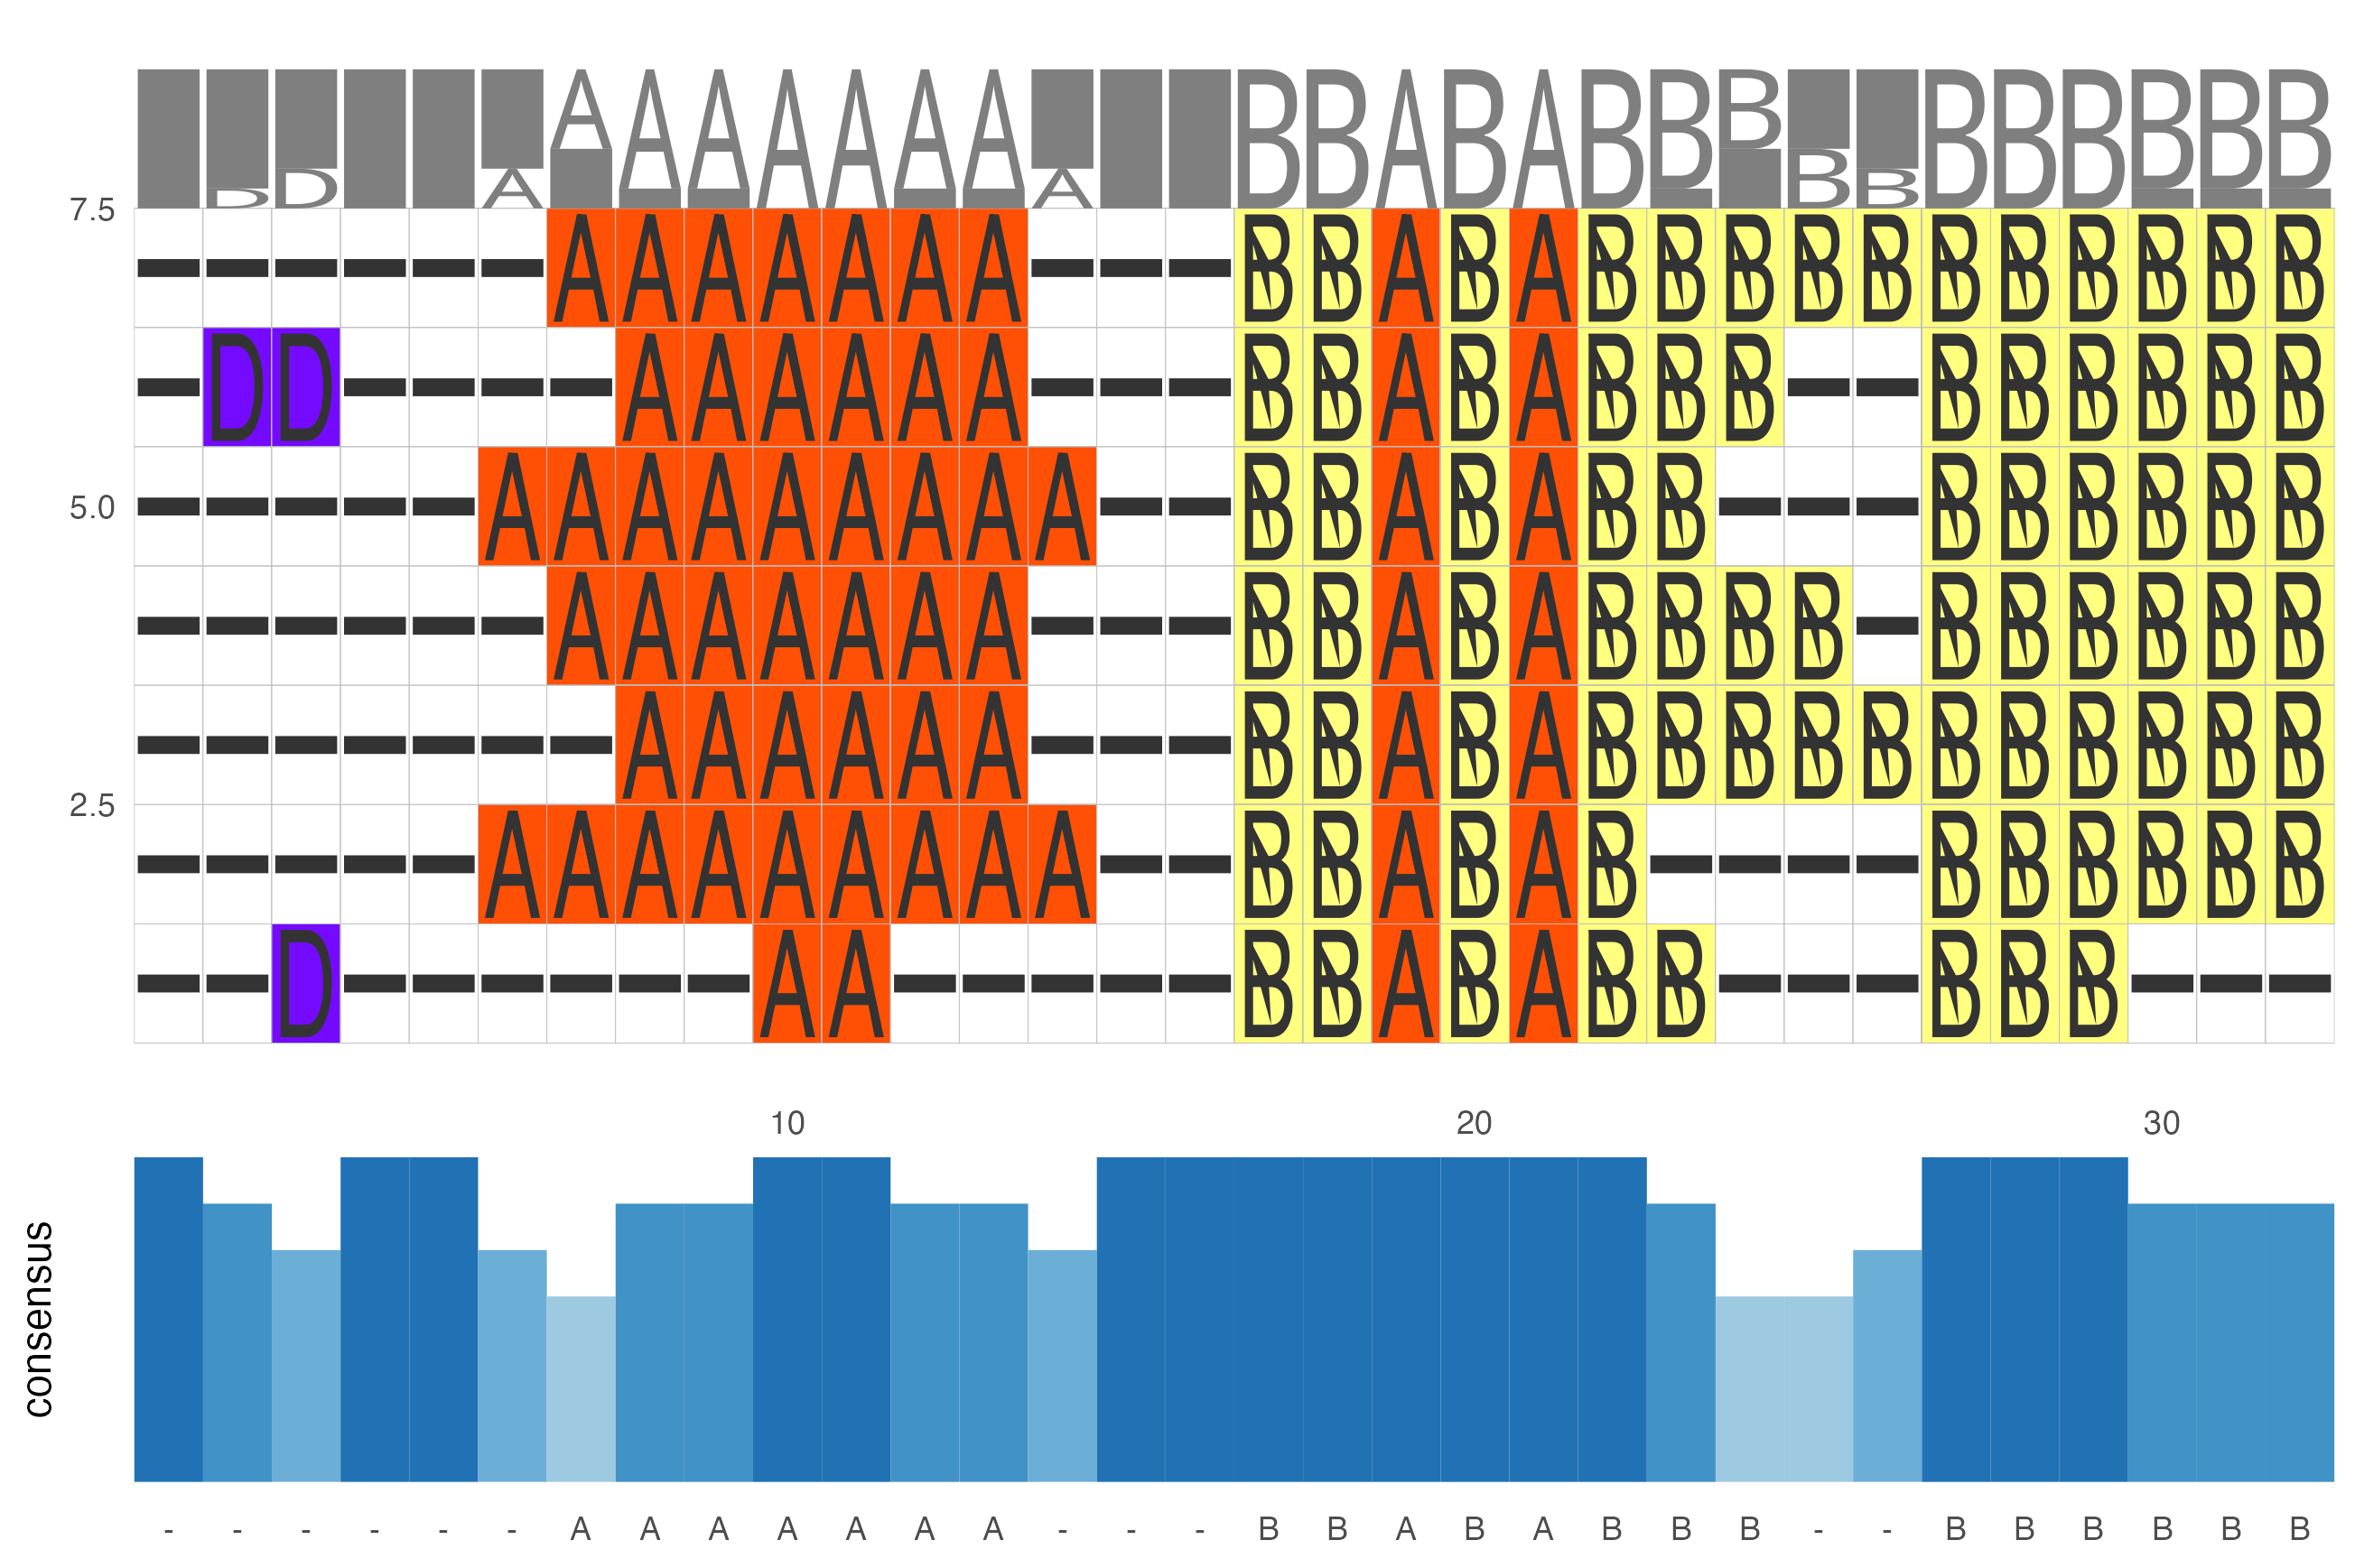 D D A A A A A A A A A B B A B A B B B B B B B B B B B
7.5
- - - - - - A A A A A A A - - - B B A B A B B B B B B B B B B B
- D D - - - - A A A A A A - - - B B A B A B B B - - B B B B B B
5.0
- - - - - A A A A A A A A A - - B B A B A B B - - - B B B B B B
- - - - - - A A A A A A A - - - B B A B A B B B B - B B B B B B
- - - - - - - A A A A A A - - - B B A B A B B B B B B B B B B B
2.5
- - - - - A A A A A A A A A - - B B A B A B - - - - B B B B B B
- - D - - - - - - A A - - - - - B B A B A B B - - - B B B - - -
10 20 30
consensus
- - - - - - A A A A A A A - - - B B A B A B B B - - B B B B B B